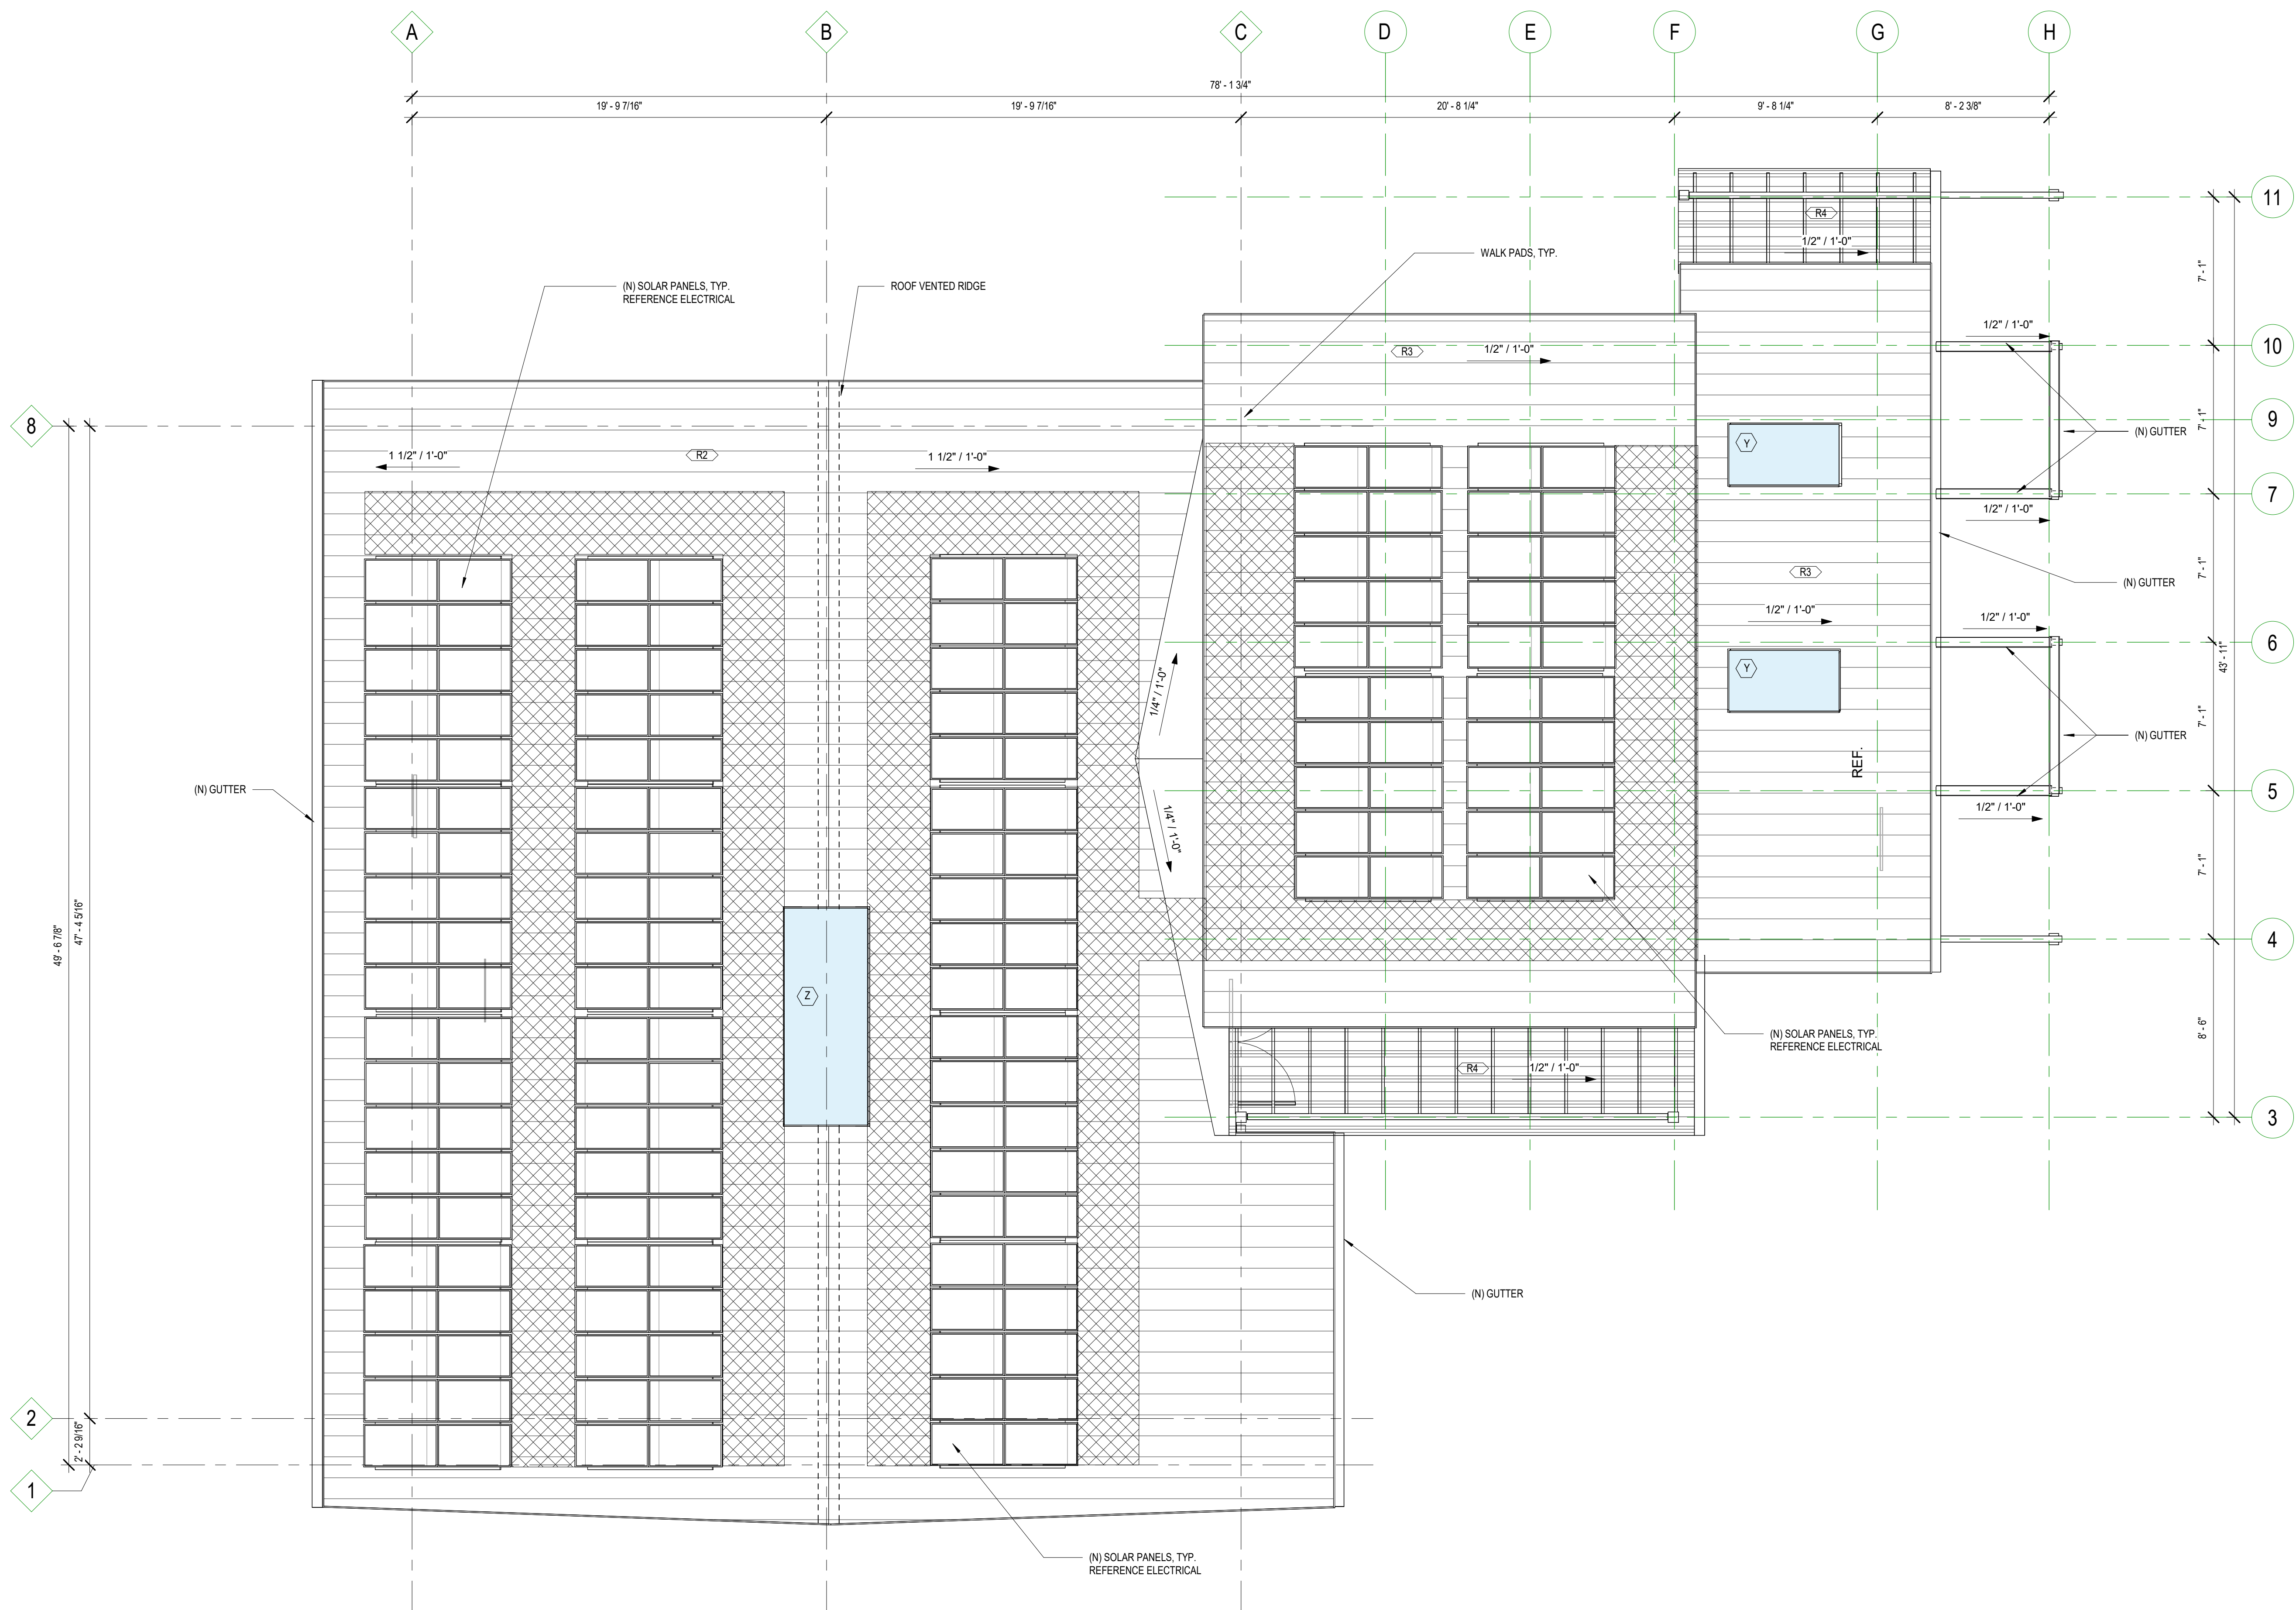 A
B
C
D
E
F
G
H
78' - 1 3/4"
19' - 9 7/16"
19' - 9 7/16"
20' - 8 1/4"
9' - 8 1/4"
8' - 2 3/8"
11
R4
1/2" / 1'-0"
WALK PADS, TYP.
7' - 1"
(N) SOLAR PANELS, TYP.
REFERENCE ELECTRICAL
ROOF VENTED RIDGE
1/2" / 1'-0"
10
R3
1/2" / 1'-0"
8
9
7' - 1"
(N) GUTTER
Y
1 1/2" / 1'-0"
R2
1 1/2" / 1'-0"
7
1/2" / 1'-0"
R3
7' - 1"
(N) GUTTER
1/2" / 1'-0"
1/2" / 1'-0"
6
43' - 11"
Y
1/4" / 1'-0"
7' - 1"
(N) GUTTER
REF.
(N) GUTTER
5
1/2" / 1'-0"
1/4" / 1'-0"
7' - 1"
49' - 6 7/8"
47' - 4 5/16"
4
Z
8' - 6"
(N) SOLAR PANELS, TYP.
REFERENCE ELECTRICAL
R4
1/2" / 1'-0"
3
(N) GUTTER
2
2' - 2 9/16"
1
(N) SOLAR PANELS, TYP.
REFERENCE ELECTRICAL